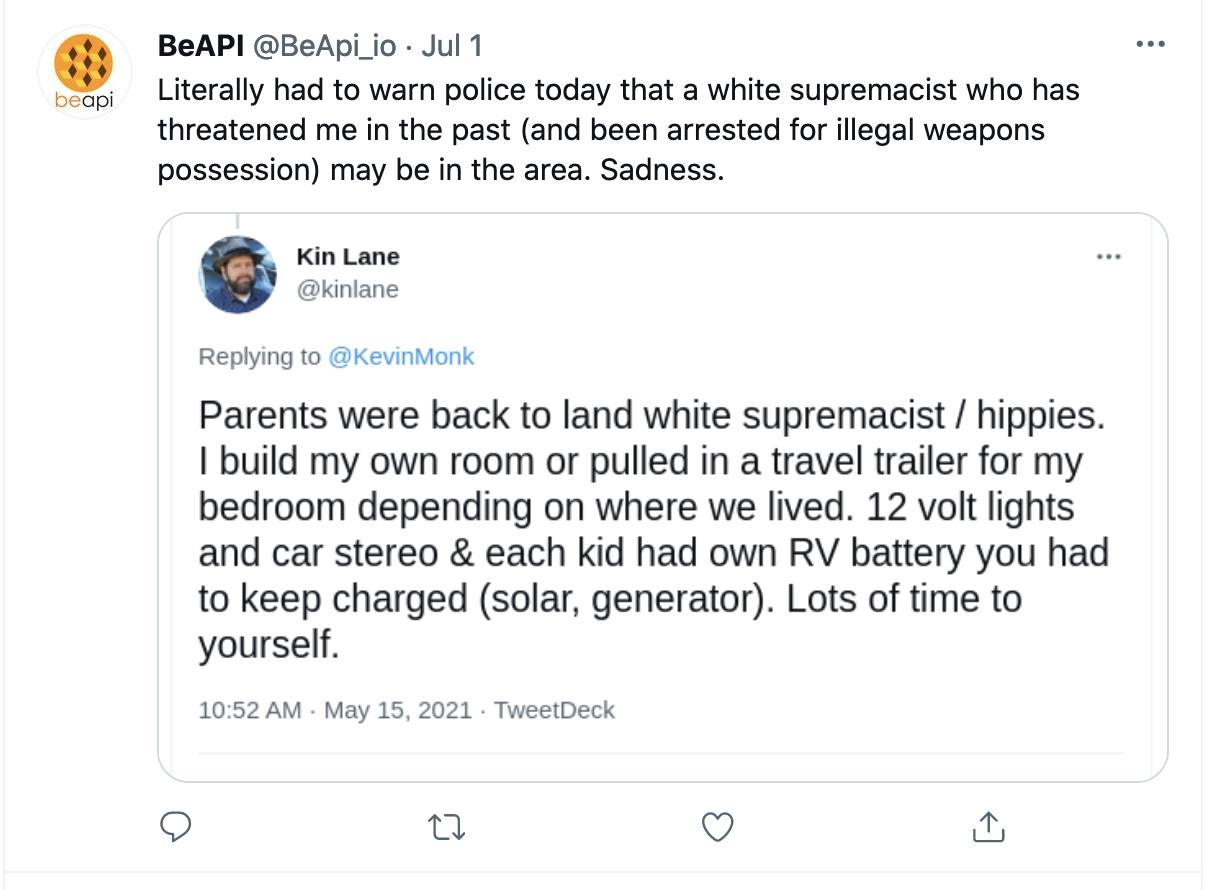 BeAPI @BeApi_io · Jul 1
Literally had to warn police today that a white supremacist who has
threatened me in the past (and been arrested for illegal weapons
possession) may be in the area. Sadness.
beapi
Kin Lane
@kinlane
Replying to @KevinMonk
Parents were back to land white supremacist / hippies.
I build my own room or pulled in a travel trailer for my
bedroom depending on where we lived. 12 volt lights
and car stereo & each kid had own RV battery you had
to keep charged (solar, generator). Lots of time to
yourself.
10:52 AM · May 15, 2021 · TweetDeck